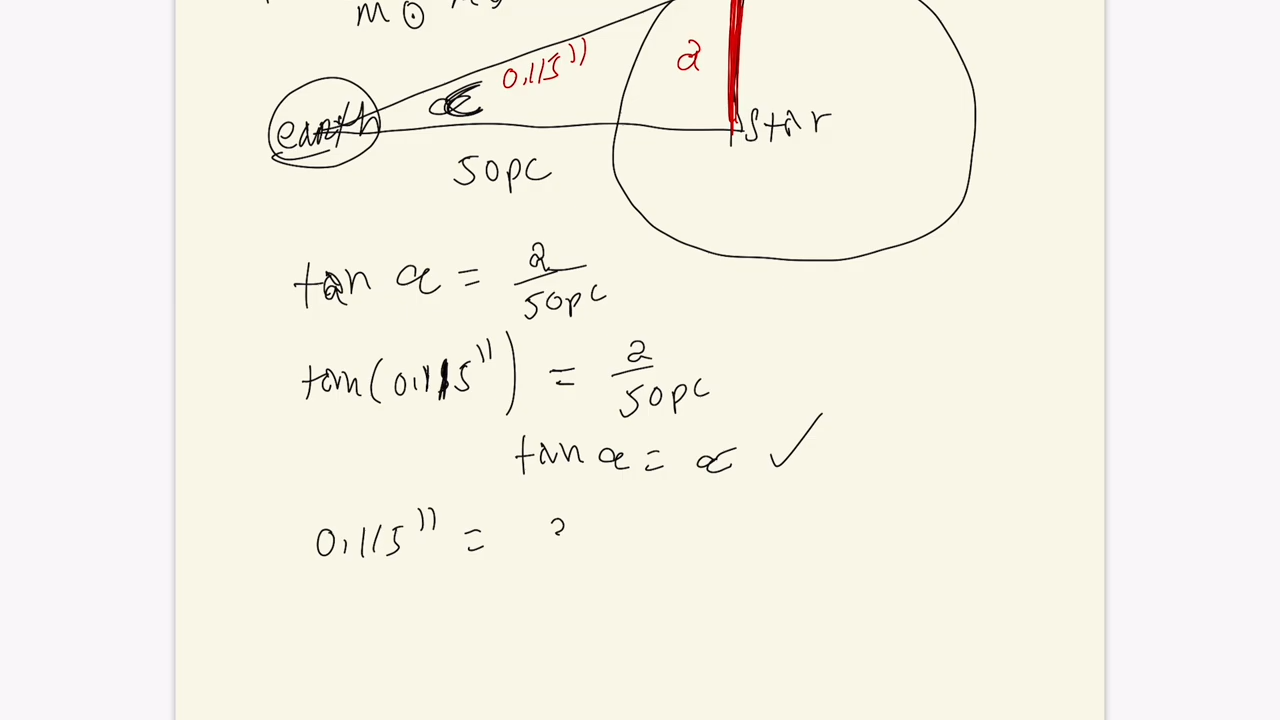 m⊙
0.115"
a
α
earth
star
50pc
tan α = a/50pc
tan(0.115") = a/50pc
tan α = α ✓
0.115" = a